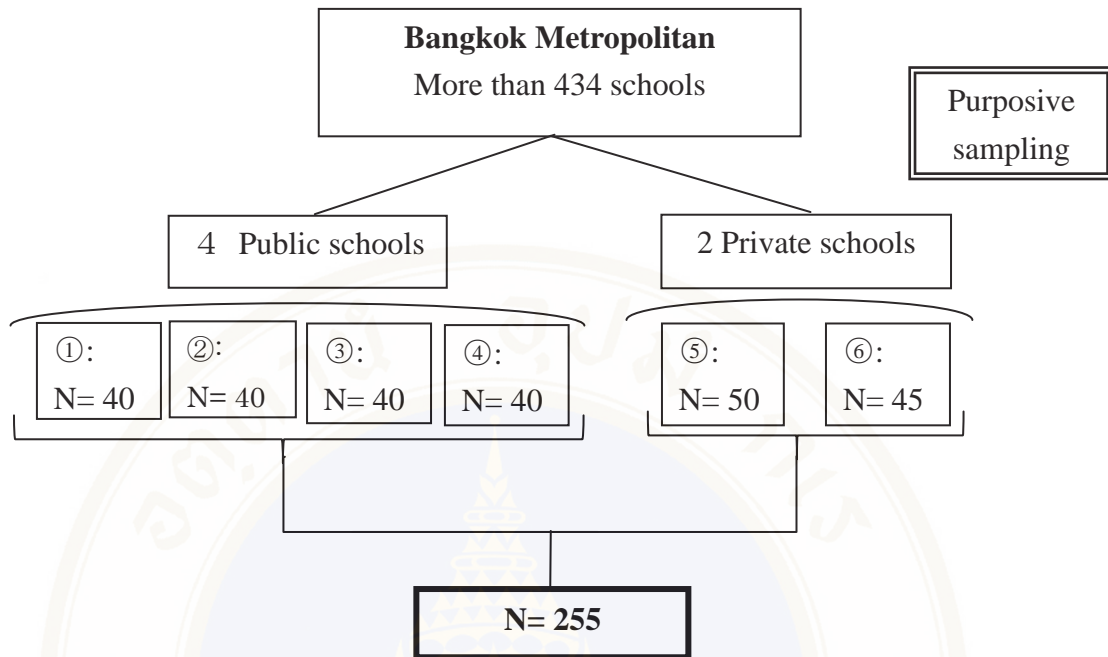 Bangkok Metropolitan
More than 434 schools
Purposive
sampling
4 Public schools
2 Private schools
①:
N= 40
②:
N= 40
③:
N= 40
④:
N= 40
⑤:
N= 50
⑥:
N= 45
N= 255